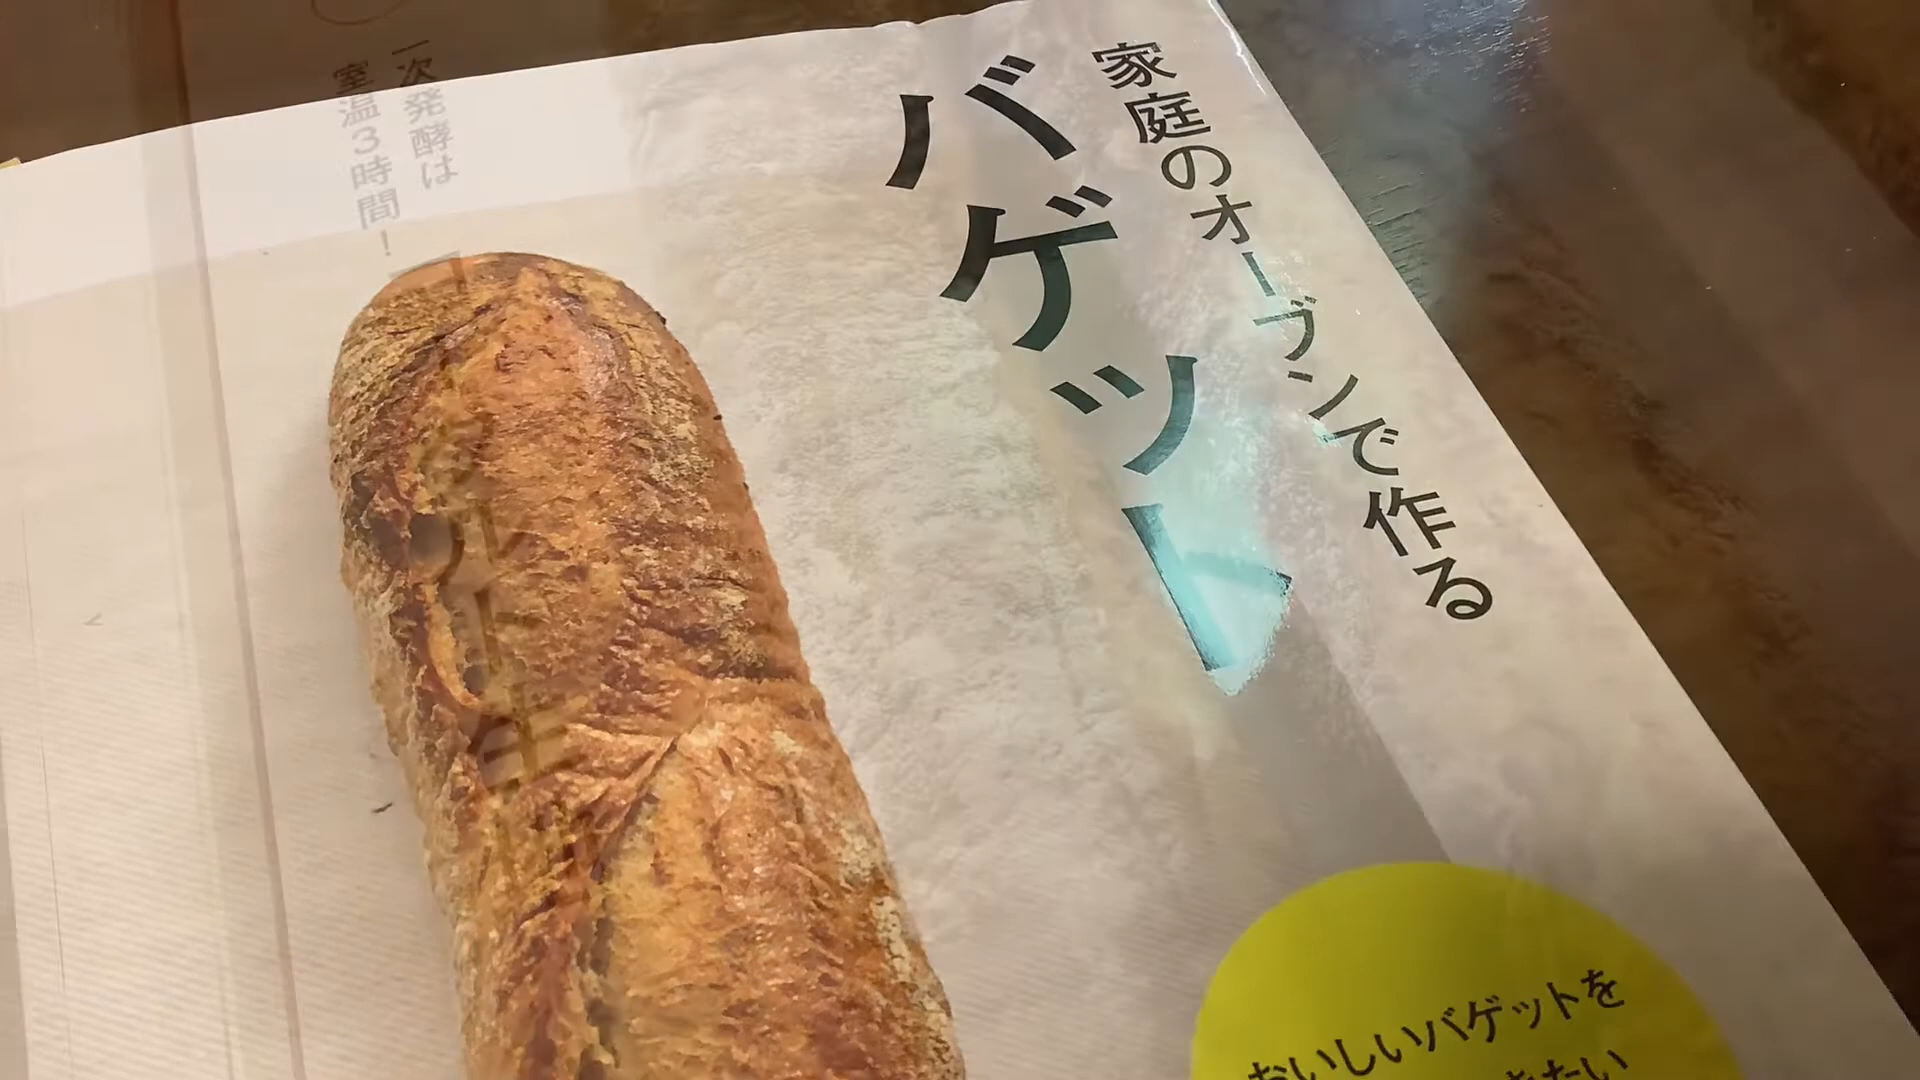 家庭のオーブンで作る
バゲット
一次発酵は
室温3時間！
おいしいバゲットを